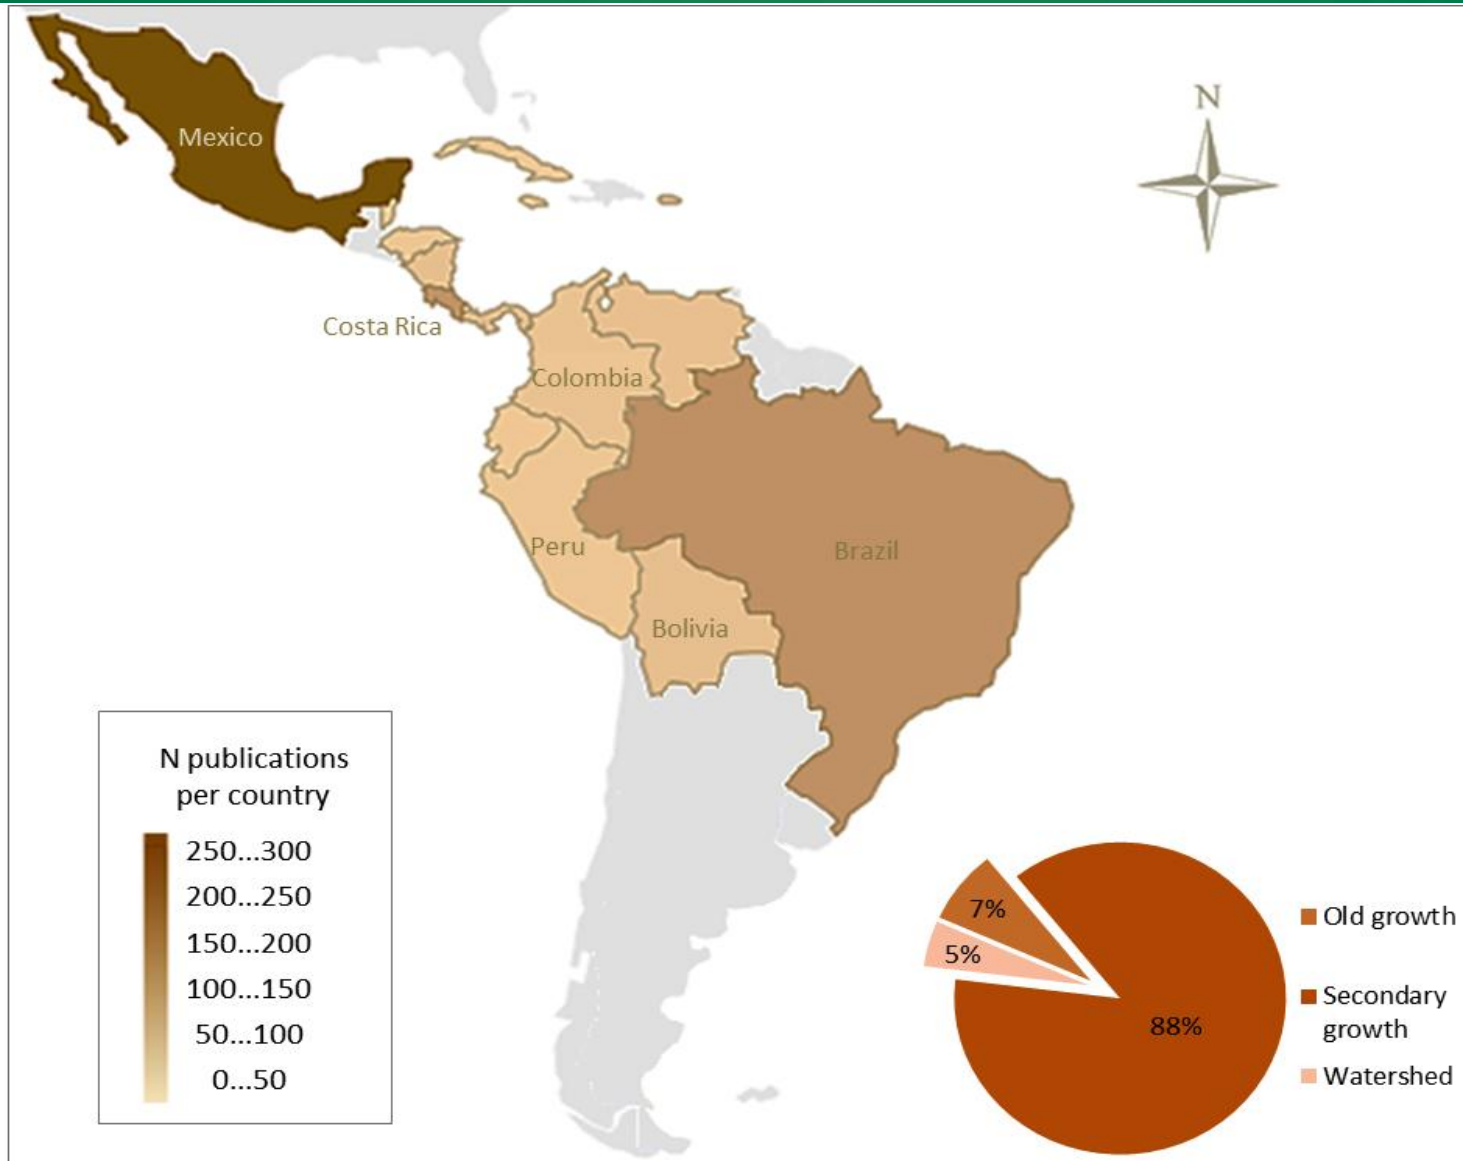 N
Mexico
Costa Rica
Colombia
Peru
Brazil
Bolivia
N publications
per country
250...300
200...250
150...200
100...150
50...100
0...50
7%
5%
88%
Old growth
Secondary
growth
Watershed